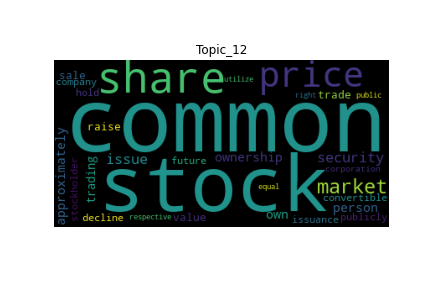 Topic_12
sale
company
share
utilize
price
hold
right
trade
public
common
raise
approximately
stockholder
trading
issue
future
ownership
security
corporation
stock
equal
market
convertible
own
person
decline
respective
value
issuance
publicly